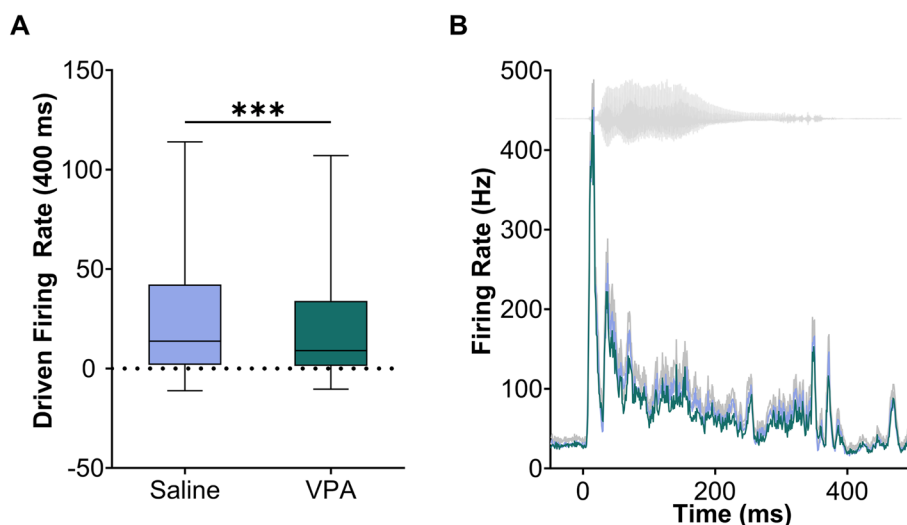 A
Driven Firing Rate (400 ms)
150
100
50
0
-50
***
Saline
VPA
B
Firing Rate (Hz)
500
400
300
200
100
0
0
200
400
Time (ms)